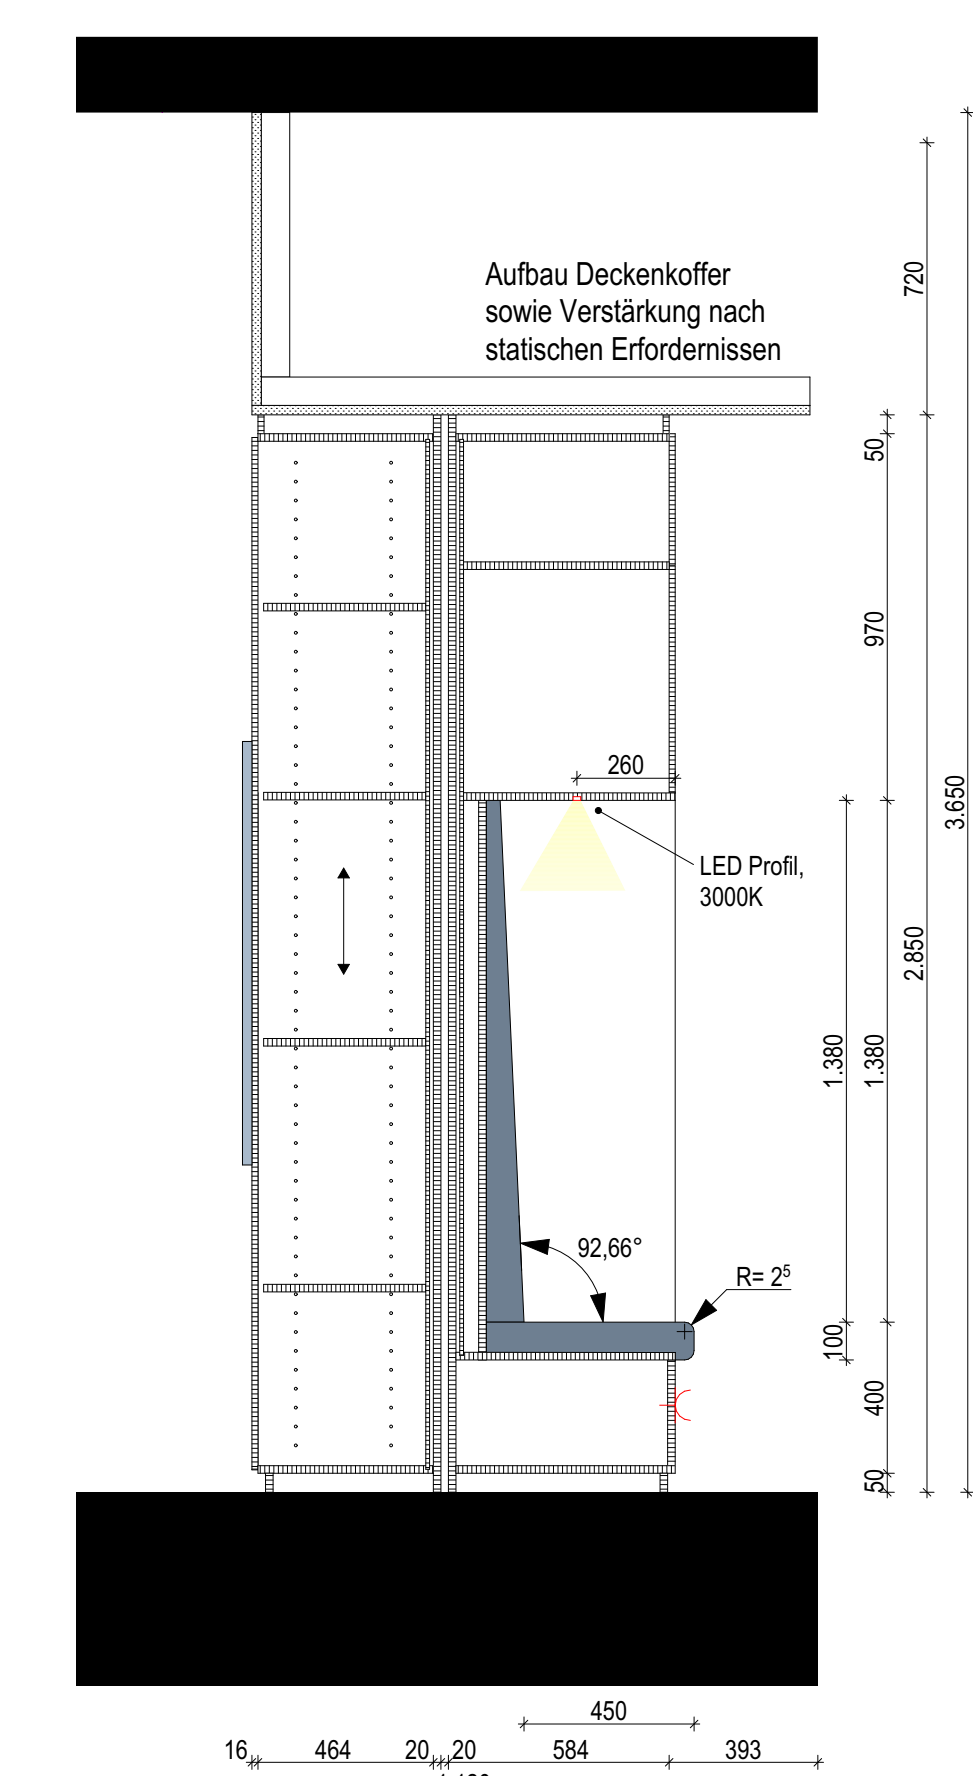 Aufbau Deckenkoffer
sowie Verstärkung nach
statischen Erfordernissen
720
50
970
260
3.650
LED Profil,
3000K
2.850
1.380
1.380
92,66°
R= 2⁵
100
400
50
450
16 464 20 20 584 393